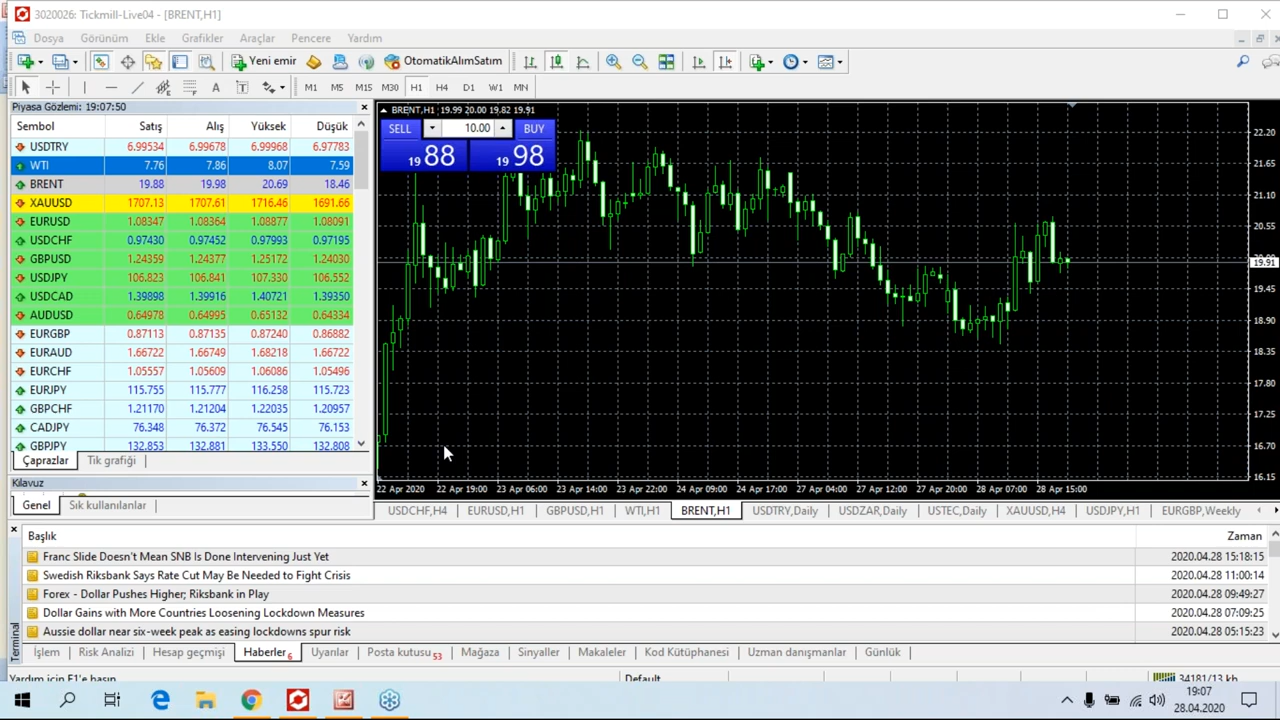 3020026: Tickmill-Live04 - [BRENT,H1]
Dosya Görünüm Ekle Grafikler Araçlar Pencere Yardım
Yeni emir OtomatikAlımSatım
A T M1 M5 M15 M30 H1 H4 D1 W1 MN
Piyasa Gözlemi: 19:07:50
Sembol Satış Alış Yüksek Düşük
USDTRY 6.99534 6.99678 6.99968 6.97783
WTI 7.76 7.86 8.07 7.59
BRENT 19.88 19.98 20.69 18.46
XAUUSD 1707.13 1707.61 1716.46 1691.66
EURUSD 1.08347 1.08364 1.08877 1.08091
USDCHF 0.97430 0.97452 0.97993 0.97195
GBPUSD 1.24359 1.24377 1.25172 1.24030
USDJPY 106.823 106.841 107.330 106.552
USDCAD 1.39898 1.39916 1.40721 1.39350
AUDUSD 0.64978 0.64995 0.65132 0.64334
EURGBP 0.87113 0.87135 0.87240 0.86882
EURAUD 1.66722 1.66749 1.68218 1.66722
EURCHF 1.05557 1.05609 1.06086 1.05496
EURJPY 115.755 115.777 116.258 115.723
GBPCHF 1.21170 1.21204 1.22035 1.20957
CADJPY 76.348 76.372 76.545 76.153
GBPJPY 132.853 132.881 133.550 132.808
Çaprazlar Tik grafiği
Kılavuz
Genel Sık kullanılanlar
BRENT,H1 19.99 20.00 19.82 19.91
SELL 10.00 BUY
19 88 19 98
22.20
21.65
21.10
20.55
19.91
19.45
18.90
18.35
17.80
17.25
16.70
16.15
22 Apr 2020 22 Apr 19:00 23 Apr 06:00 23 Apr 14:00 23 Apr 22:00 24 Apr 09:00 24 Apr 17:00 27 Apr 04:00 27 Apr 12:00 27 Apr 20:00 28 Apr 07:00 28 Apr 15:00
USDCHF,H4 EURUSD,H1 GBPUSD,H1 WTI,H1 BRENT,H1 USDTRY,Daily USDZAR,Daily USTEC,Daily XAUUSD,H4 USDJPY,H1 EURGBP,Weekly
Başlık Zaman
Franc Slide Doesn't Mean SNB Is Done Intervening Just Yet 2020.04.28 15:18:15
Swedish Riksbank Says Rate Cut May Be Needed to Fight Crisis 2020.04.28 11:00:14
Forex - Dollar Pushes Higher; Riksbank in Play 2020.04.28 09:49:27
Dollar Gains with More Countries Loosening Lockdown Measures 2020.04.28 07:09:25
Aussie dollar near six-week peak as easing lockdowns spur risk 2020.04.28 05:15:23
Terminal
İşlem Risk Analizi Hesap geçmişi Haberler 6 Uyarılar Posta kutusu 53 Mağaza Sinyaller Makaleler Kod Kütüphanesi Uzman danışmanlar Günlük
Yardım için F1'e basın Default 34181/13 kb
19:07
28.04.2020